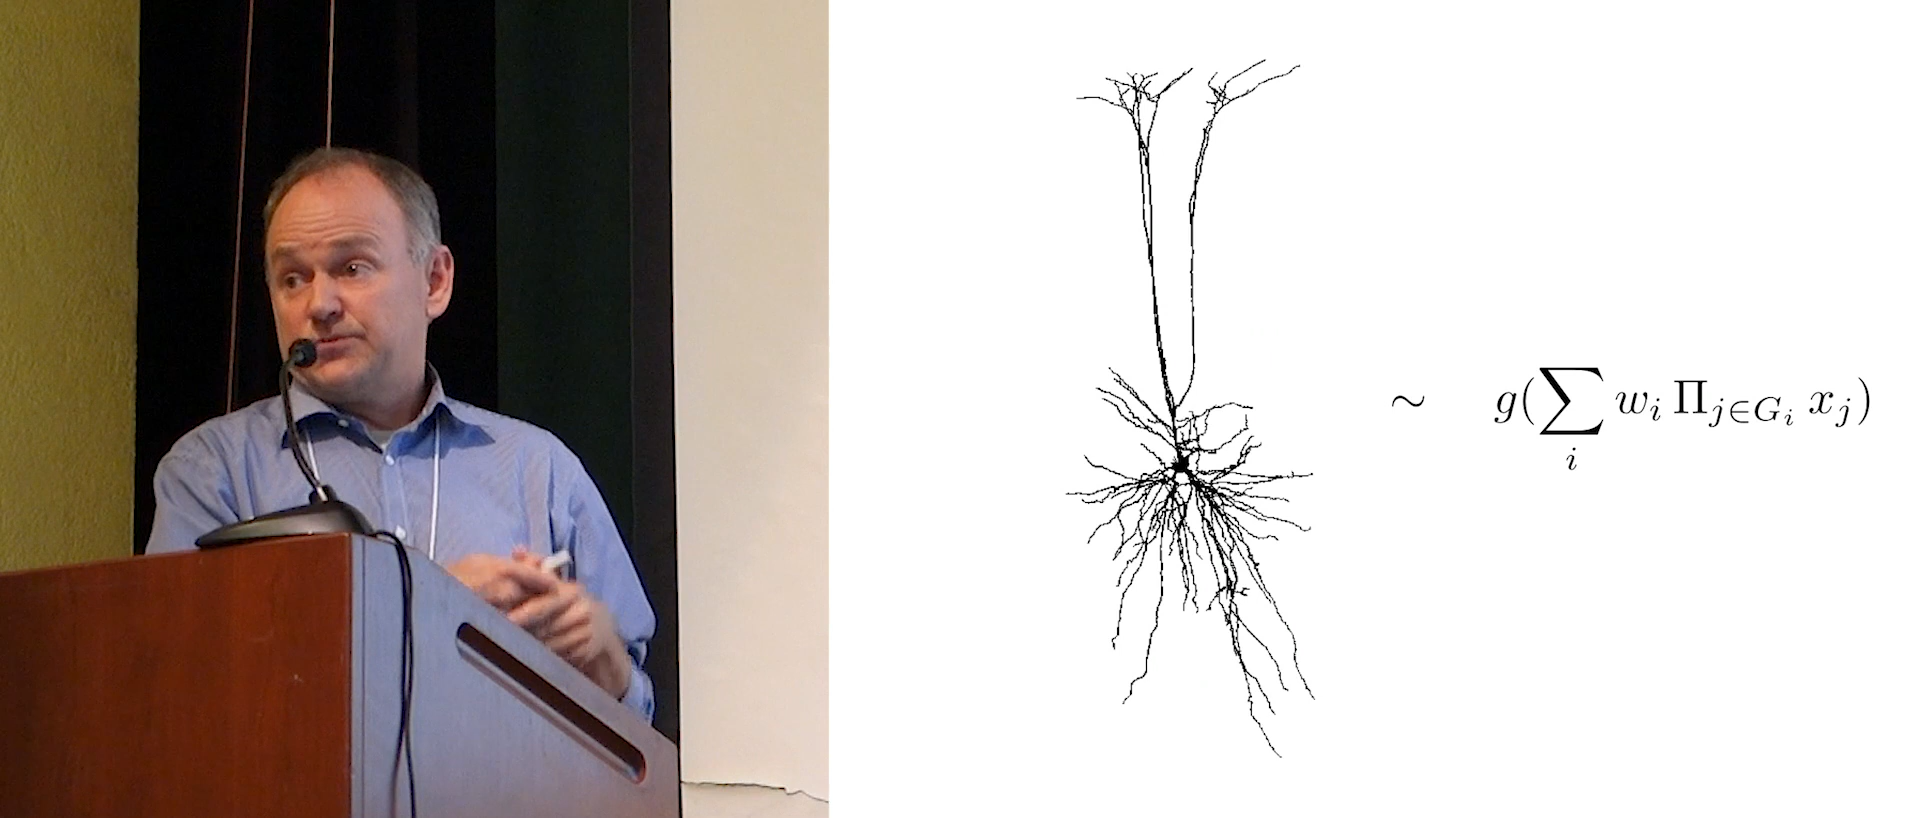 ∼ g(∑_i w_i Π_{j∈G_i} x_j)